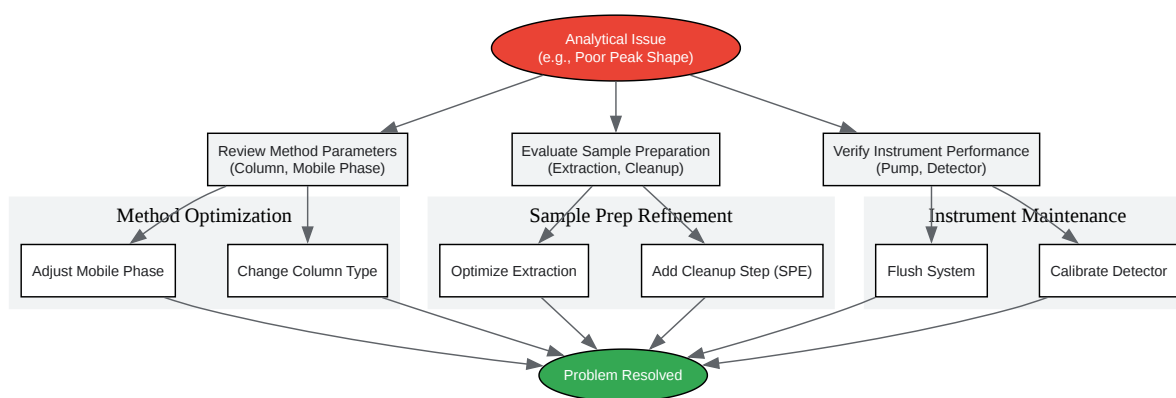 Analytical Issue
(e.g., Poor Peak Shape)
Review Method Parameters
(Column, Mobile Phase)
Evaluate Sample Preparation
(Extraction, Cleanup)
Verify Instrument Performance
(Pump, Detector)
Method Optimization
Sample Prep Refinement
Instrument Maintenance
Adjust Mobile Phase
Change Column Type
Optimize Extraction
Add Cleanup Step (SPE)
Flush System
Calibrate Detector
Problem Resolved